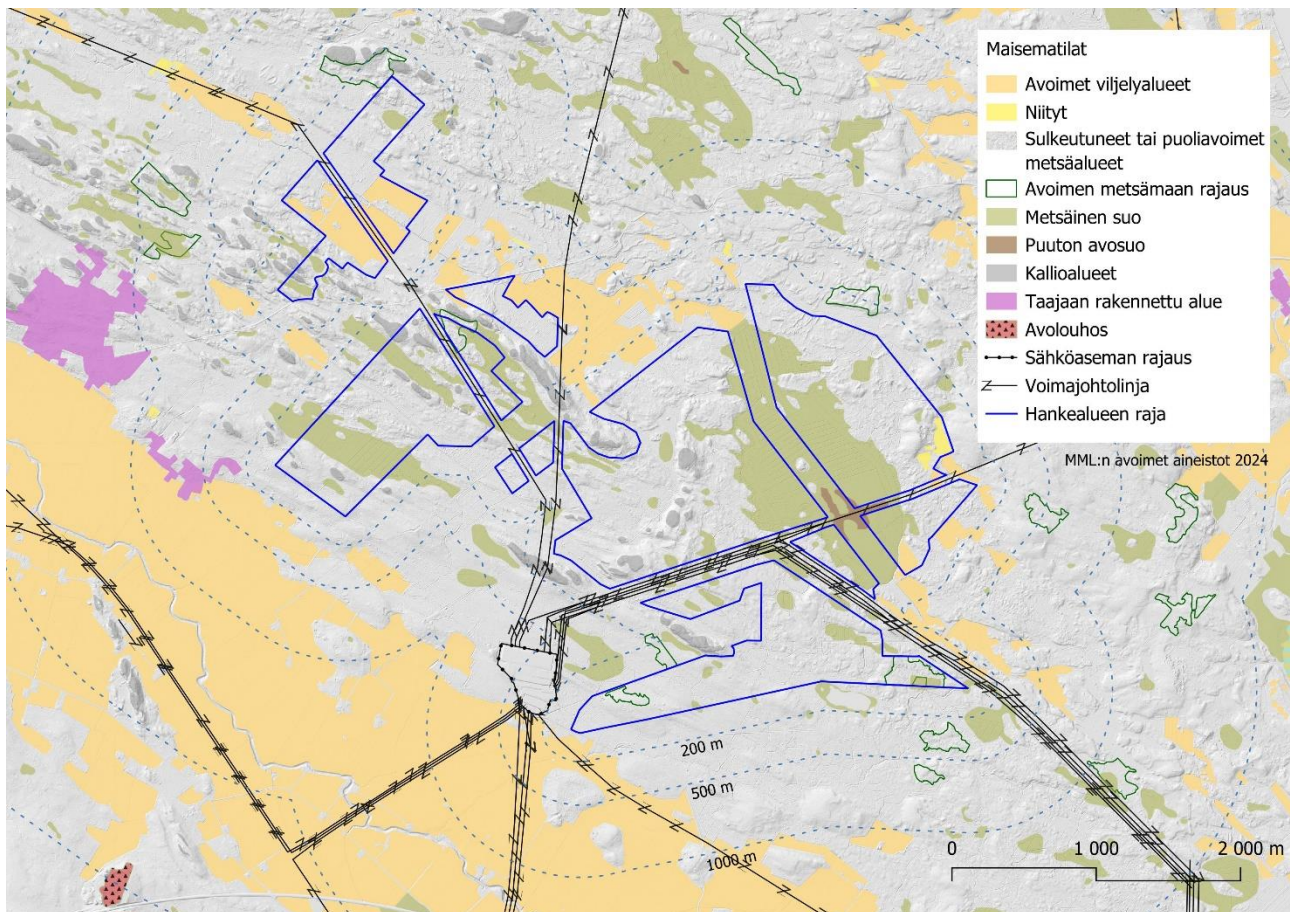 Maisematilat
Avoimet viljelyalueet
Niityt
Sulkeutuneet tai puoliavoimet
metsäalueet
Avoimen metsämaan rajaus
Metsäinen suo
Puuton avosuo
Kallioalueet
Taajaan rakennettu alue
Avolouhos
Sähköaseman rajaus
Voimajohtolinja
Hankealueen raja
MML:n avoimet aineistot 2024
200 m
500 m
1000 m
0 1 000 2 000 m